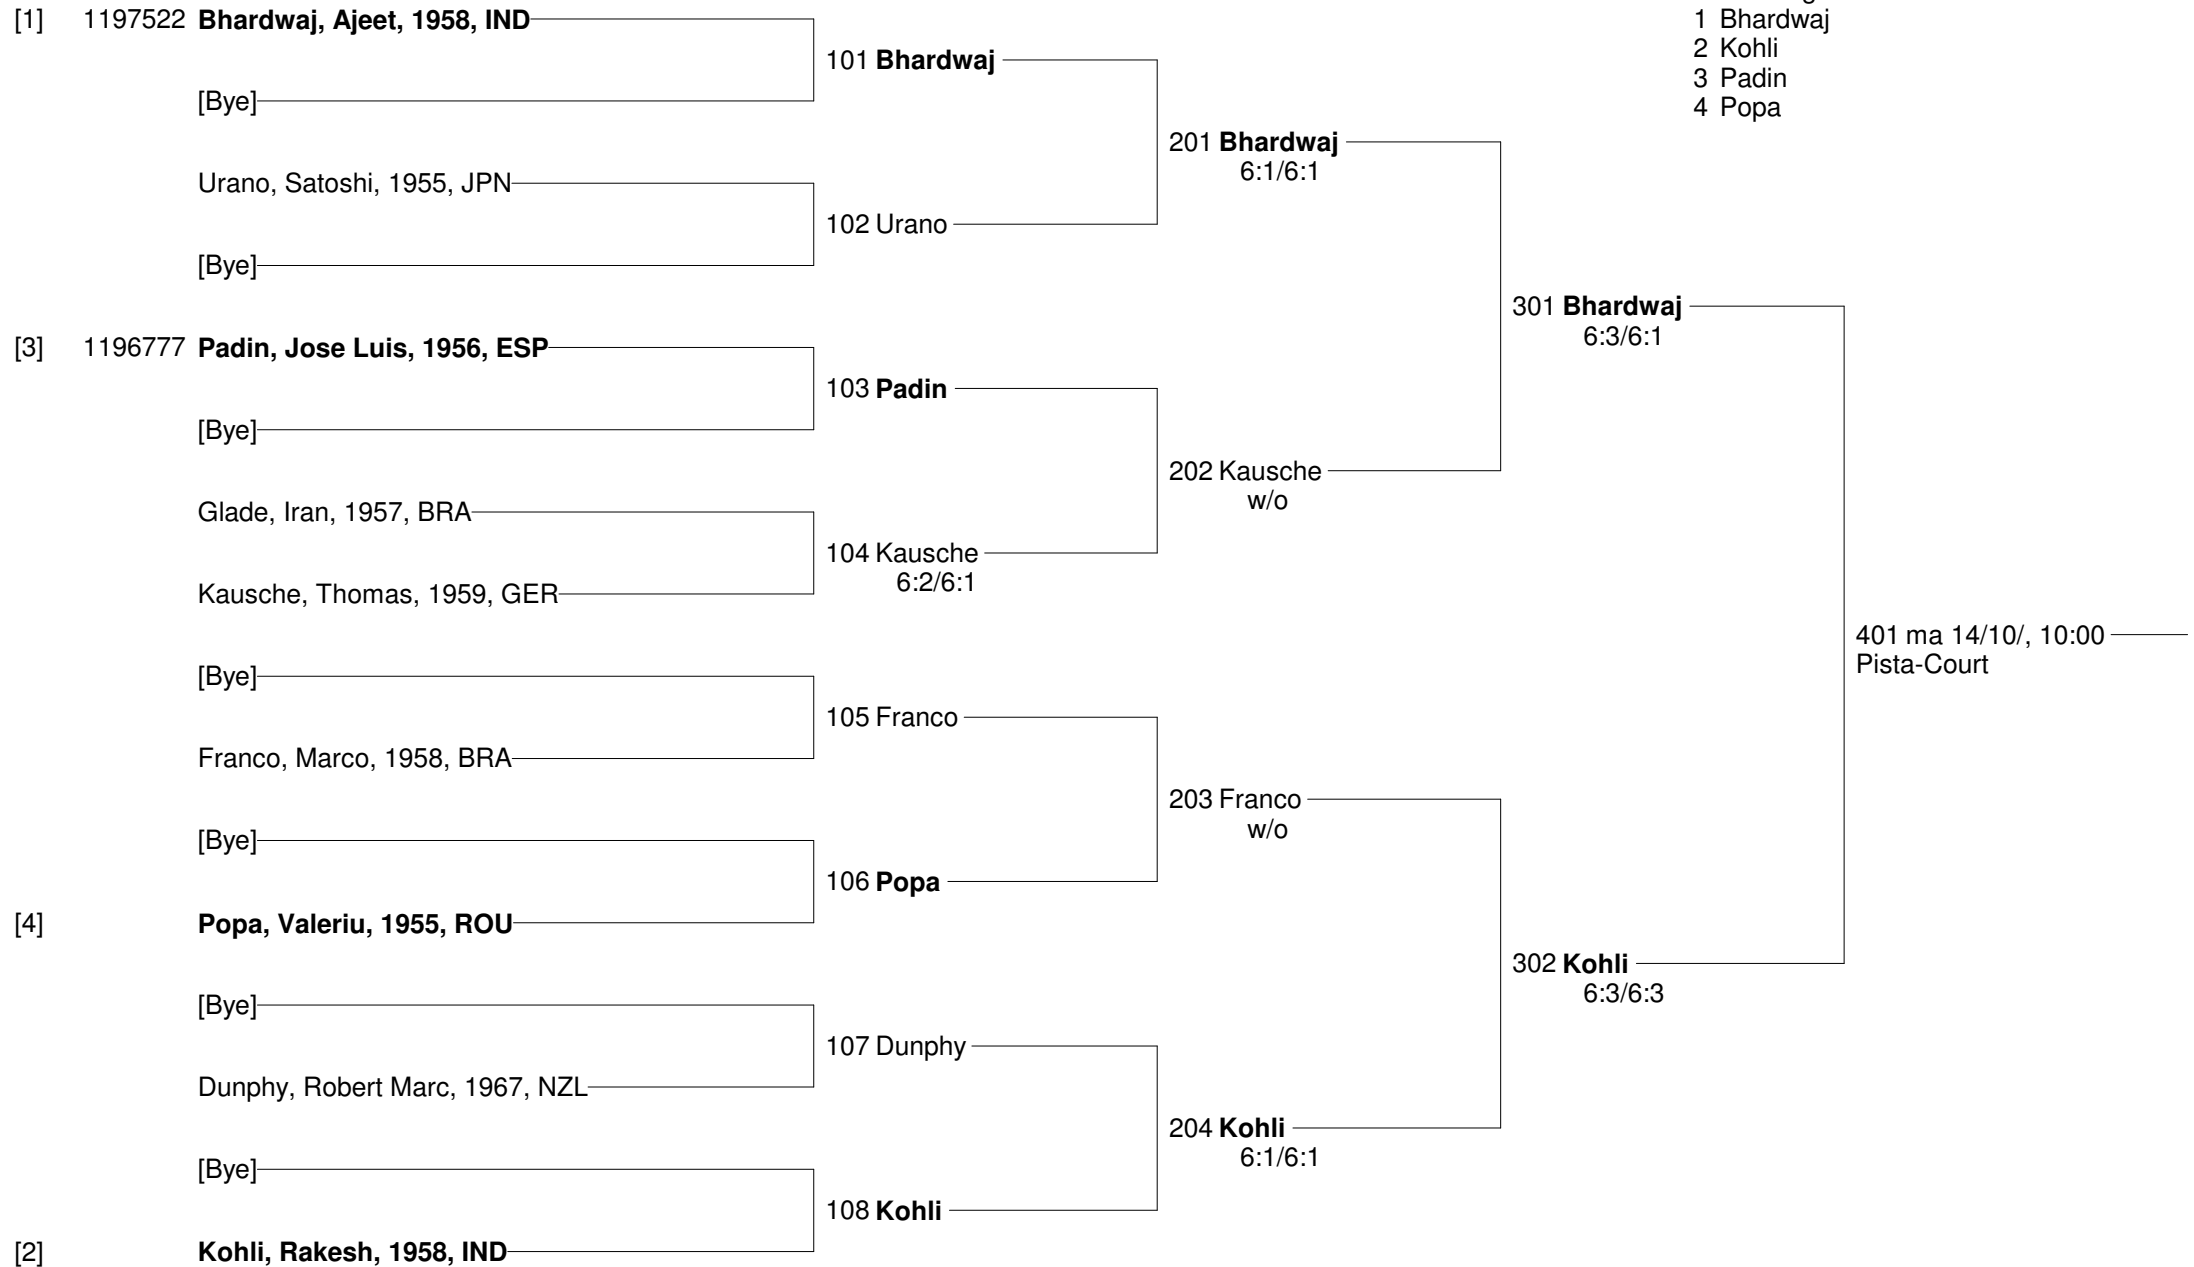 [1] 1197522 Bhardwaj, Ajeet, 1958, IND
1 Bhardwaj
2 Kohli
3 Padin
4 Popa
101 Bhardwaj
[Bye]
201 Bhardwaj
6:1/6:1
Urano, Satoshi, 1955, JPN
102 Urano
[Bye]
301 Bhardwaj
6:3/6:1
[3] 1196777 Padin, Jose Luis, 1956, ESP
103 Padin
[Bye]
202 Kausche
w/o
Glade, Iran, 1957, BRA
104 Kausche
6:2/6:1
Kausche, Thomas, 1959, GER
401 ma 14/10/, 10:00
Pista-Court
[Bye]
105 Franco
Franco, Marco, 1958, BRA
203 Franco
w/o
[Bye]
106 Popa
[4] Popa, Valeriu, 1955, ROU
302 Kohli
6:3/6:3
[Bye]
107 Dunphy
Dunphy, Robert Marc, 1967, NZL
204 Kohli
6:1/6:1
[Bye]
108 Kohli
[2] Kohli, Rakesh, 1958, IND